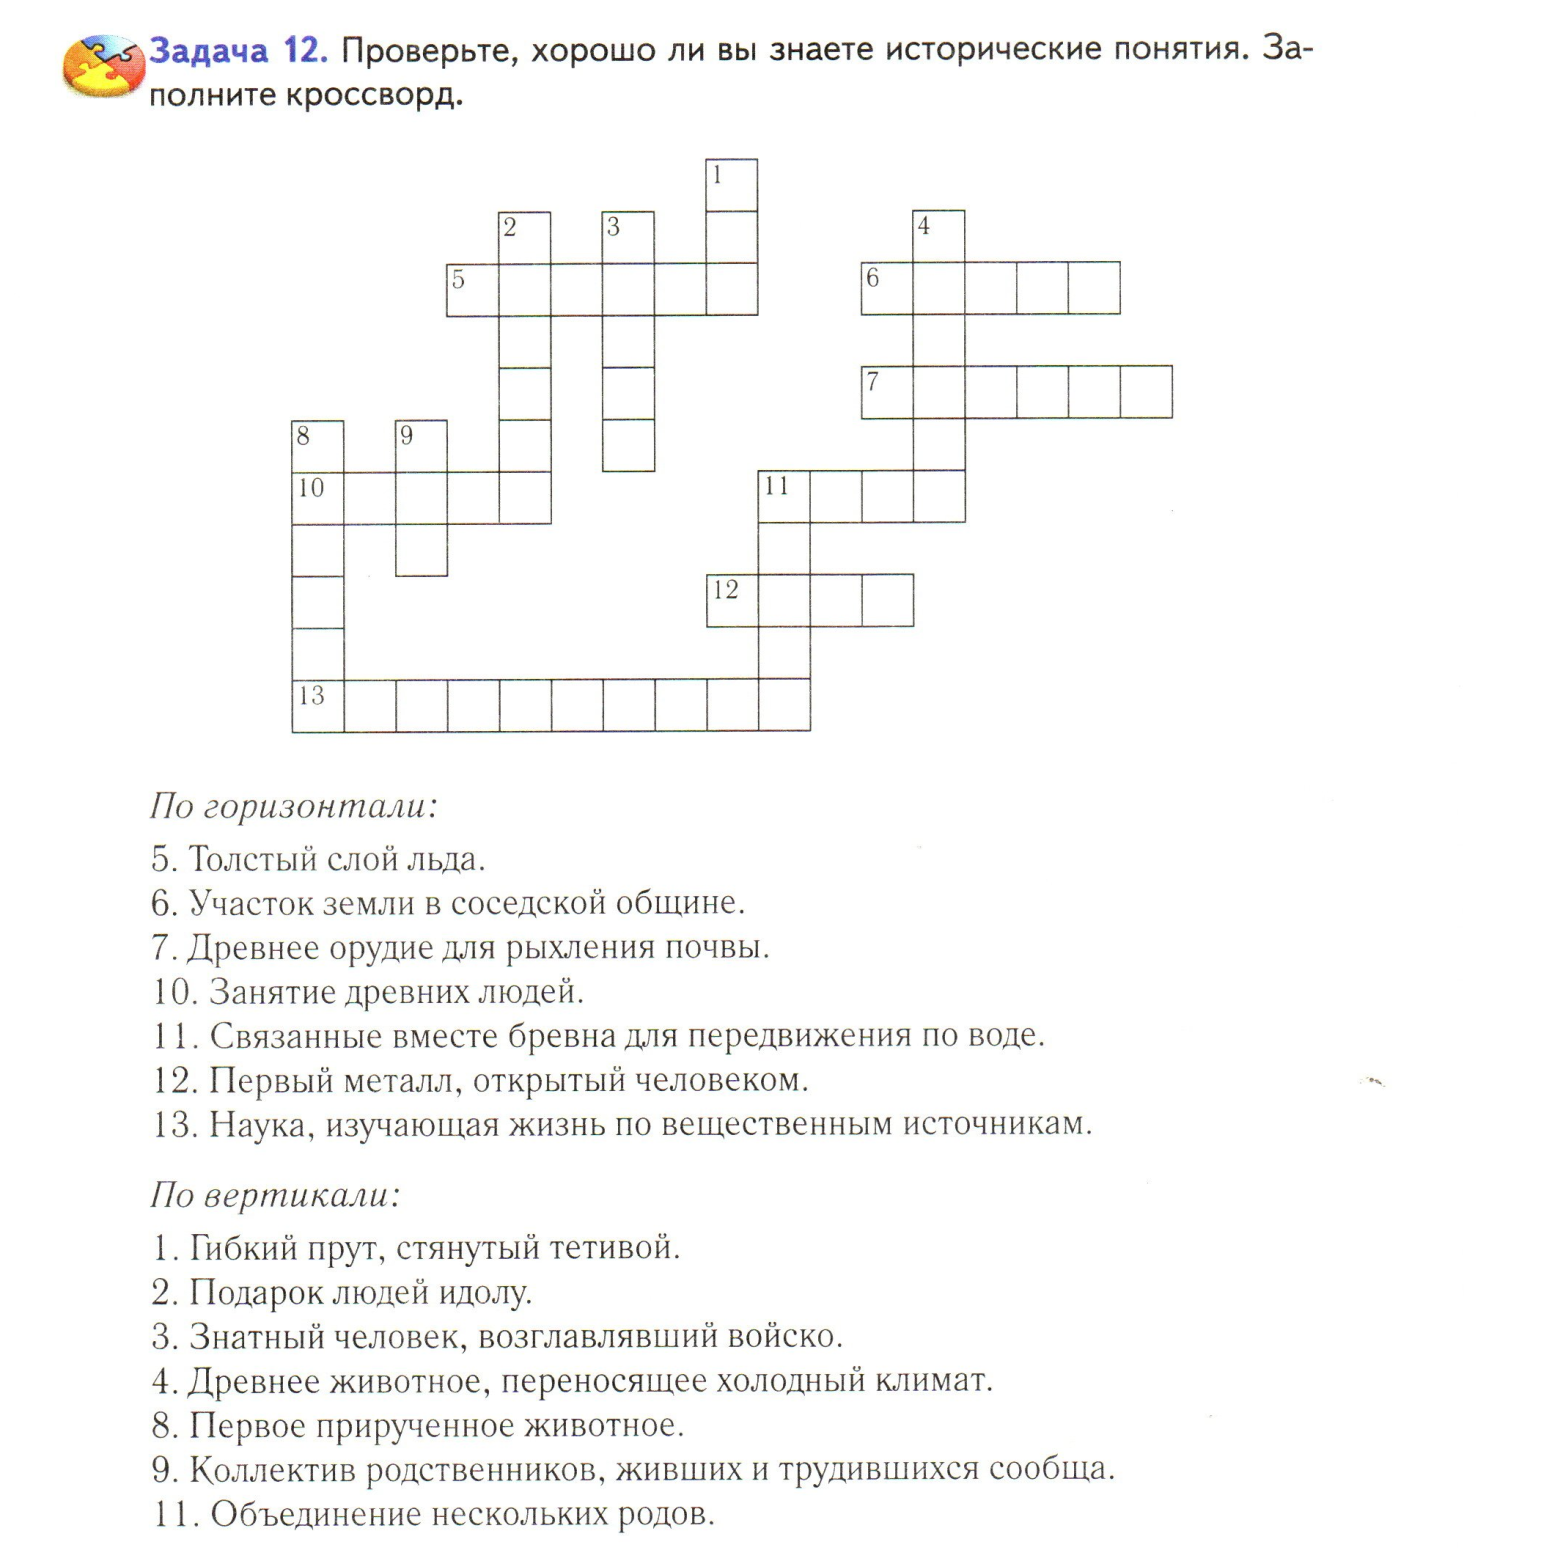 Задача 12. Проверьте, хорошо ли вы знаете исторические понятия. За-
полните кроссворд.
1
2 3 4
5 6
7
8 9
10 11
12
13
По горизонтали:
5. Толстый слой льда.
6. Участок земли в соседской общине.
7. Древнее орудие для рыхления почвы.
10. Занятие древних людей.
11. Связанные вместе бревна для передвижения по воде.
12. Первый металл, открытый человеком.
13. Наука, изучающая жизнь по вещественным источникам.
По вертикали:
1. Гибкий прут, стянутый тетивой.
2. Подарок людей идолу.
3. Знатный человек, возглавлявший войско.
4. Древнее животное, переносящее холодный климат.
8. Первое прирученное животное.
9. Коллектив родственников, живших и трудившихся сообща.
11. Объединение нескольких родов.